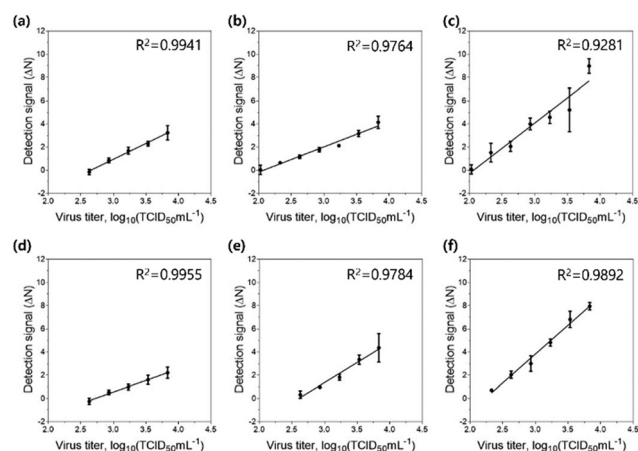 (a)
R²=0.9941
Detection signal (ΔN)
12
10
8
6
4
2
0
-2
2.0 2.5 3.0 3.5 4.0 4.5
Virus titer, log₁₀(TCID₅₀mL⁻¹)
(b)
R²=0.9764
Detection signal (ΔN)
12
10
8
6
4
2
0
-2
2.0 2.5 3.0 3.5 4.0 4.5
Virus titer, log₁₀(TCID₅₀mL⁻¹)
(c)
R²=0.9281
Detection signal (ΔN)
12
10
8
6
4
2
0
-2
2.0 2.5 3.0 3.5 4.0 4.5
Virus titer, log₁₀(TCID₅₀mL⁻¹)
(d)
R²=0.9955
Detection signal (ΔN)
12
10
8
6
4
2
0
-2
2.0 2.5 3.0 3.5 4.0 4.5
Virus titer, log₁₀(TCID₅₀mL⁻¹)
(e)
R²=0.9784
Detection signal (ΔN)
12
10
8
6
4
2
0
-2
2.0 2.5 3.0 3.5 4.0 4.5
Virus titer, log₁₀(TCID₅₀mL⁻¹)
(f)
R²=0.9892
Detection signal (ΔN)
12
10
8
6
4
2
0
-2
2.0 2.5 3.0 3.5 4.0 4.5
Virus titer, log₁₀(TCID₅₀mL⁻¹)